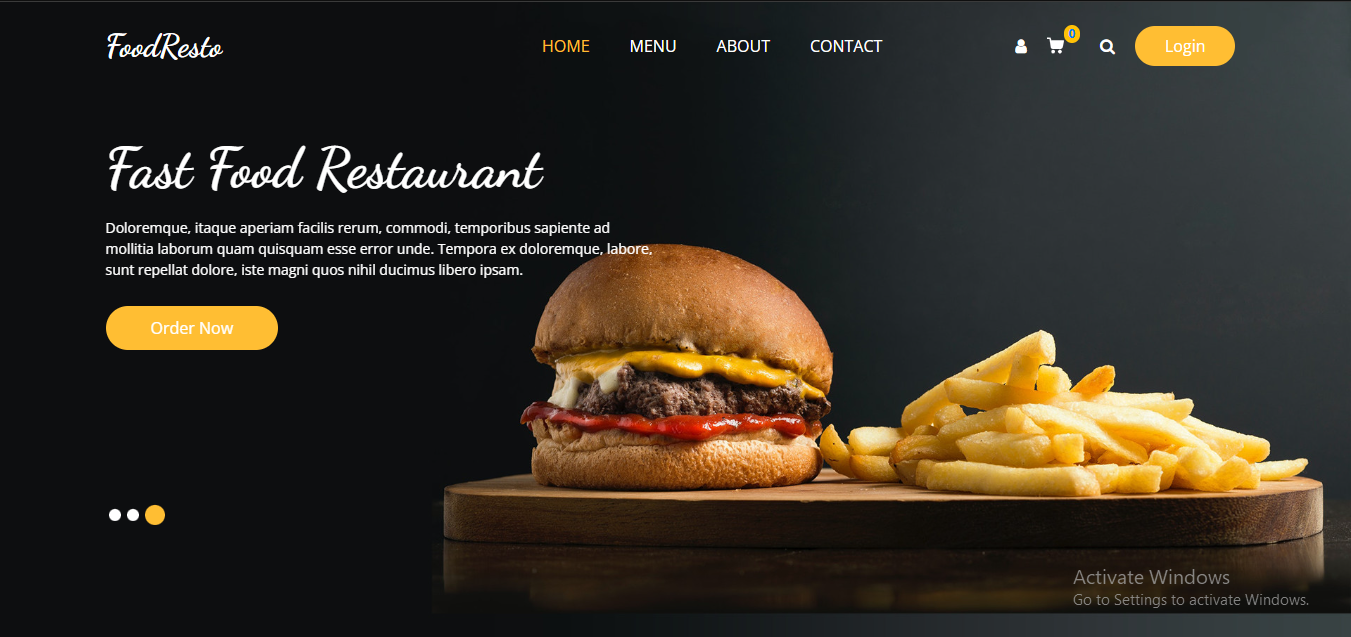 FoodResto
HOME MENU ABOUT CONTACT 0 Login
Fast Food Restaurant
Doloremque, itaque aperiam facilis rerum, commodi, temporibus sapiente ad
mollitia laborum quam quisquam esse error unde. Tempora ex doloremque, labore,
sunt repellat dolore, iste magni quos nihil ducimus libero ipsam.
Order Now
Activate Windows
Go to Settings to activate Windows.